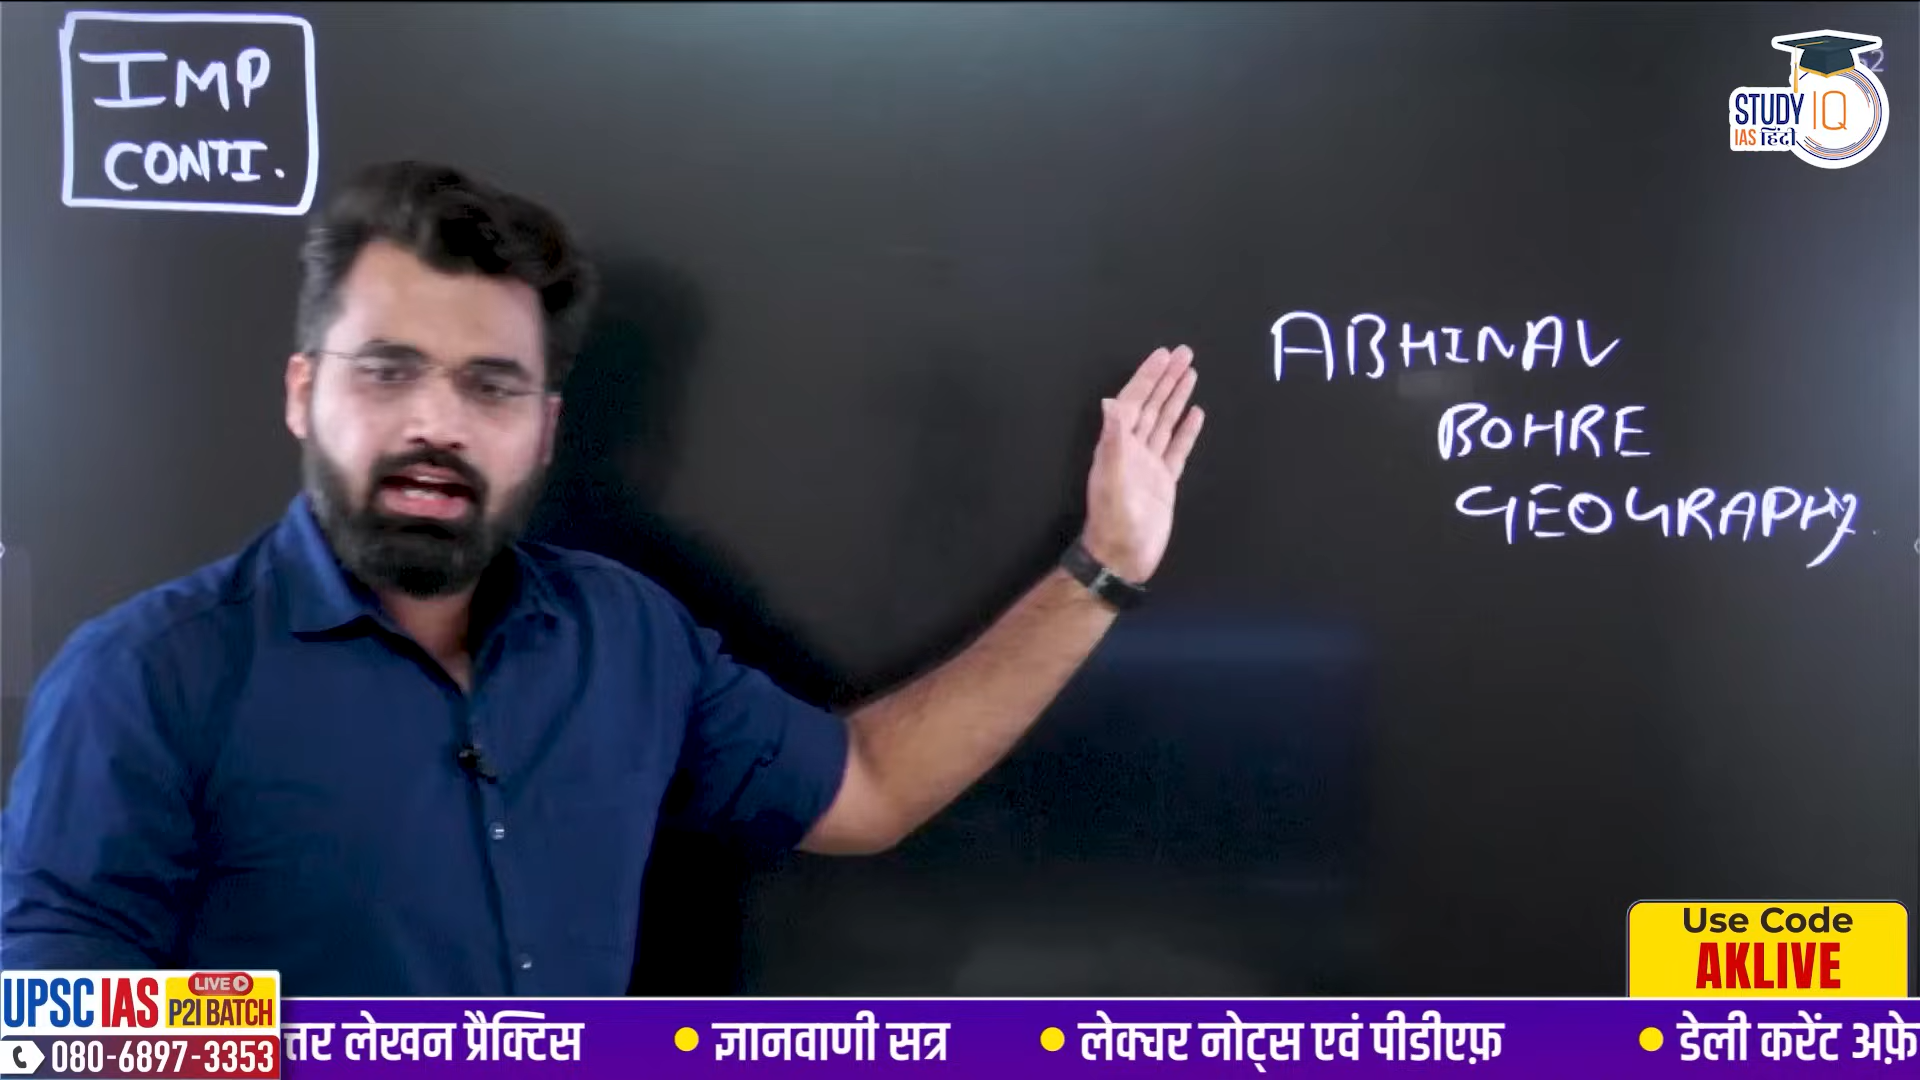 IMP
CONTI.
STUDY IQ
IAS हिंदी
ABHINAV
BOHRE
GEOGRAPHY
Use Code
AKLIVE
LIVE
UPSC IAS P2I BATCH
080-6897-3353
त्तर लेखन प्रैक्टिस • ज्ञानवाणी सत्र • लेक्चर नोट्स एवं पीडीएफ़ • डेली करेंट अफ़े